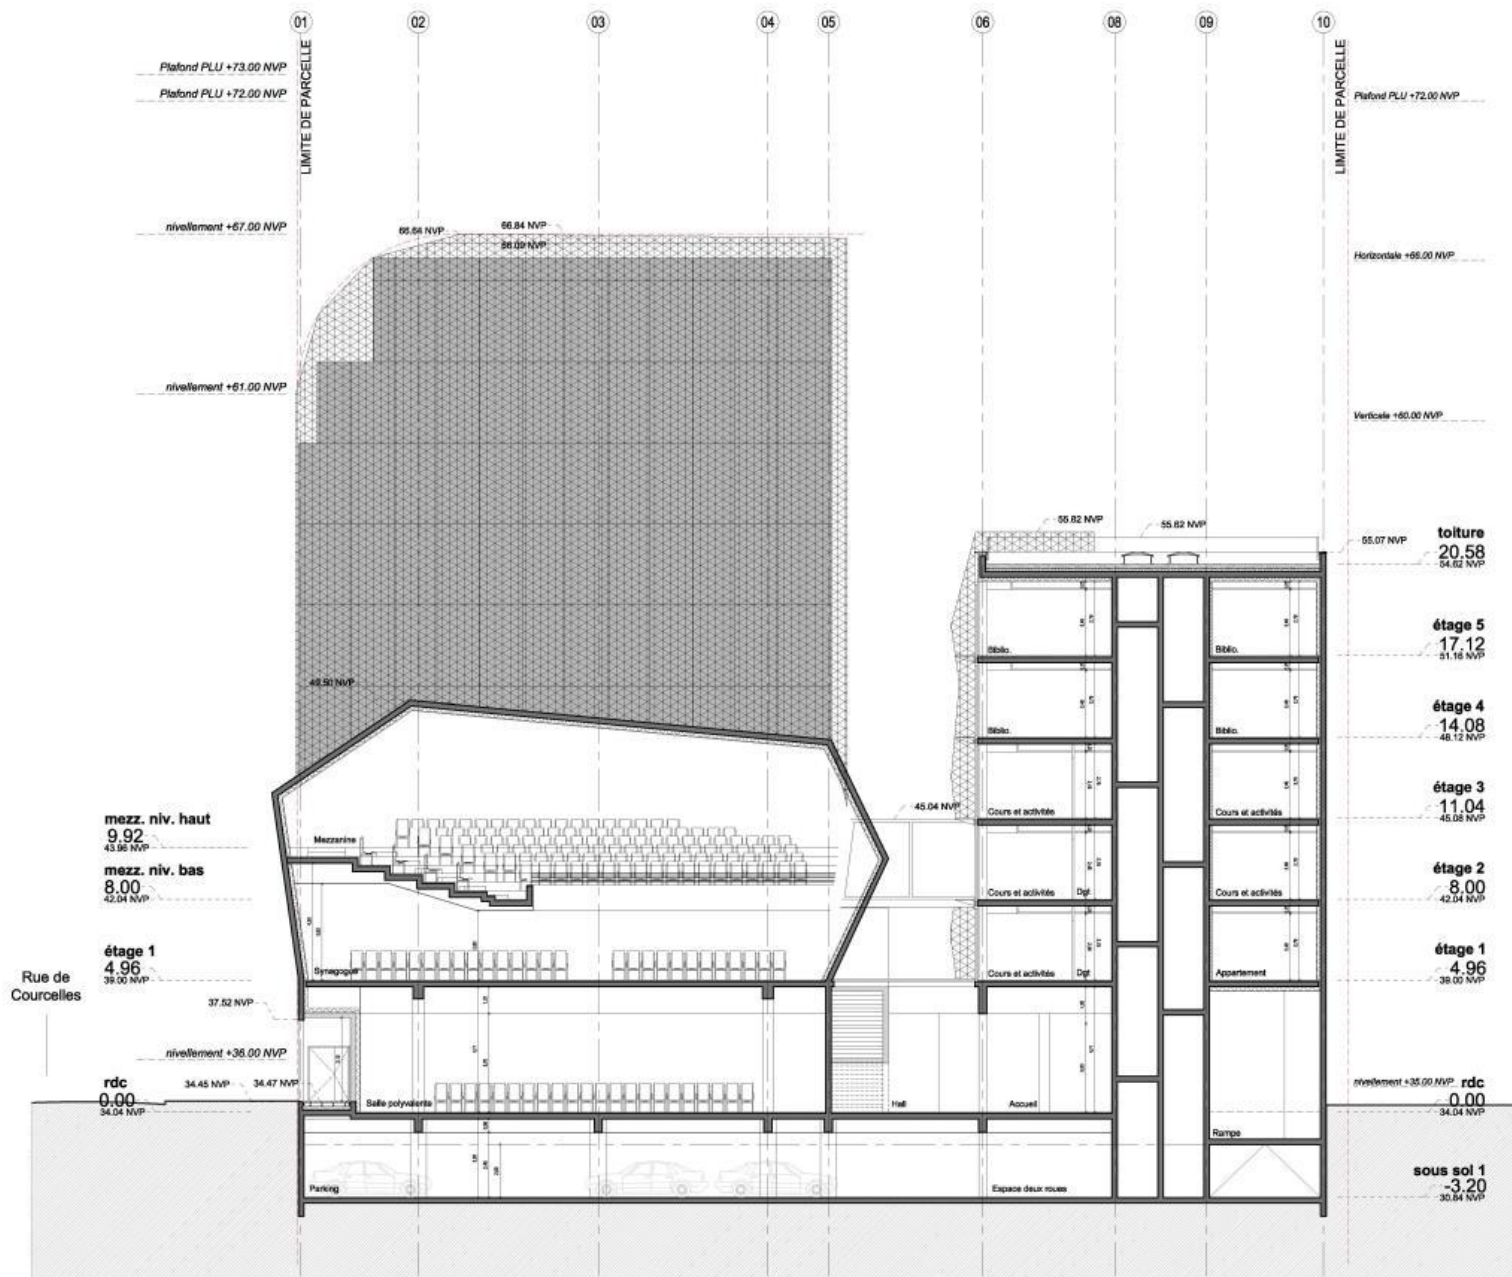 01 02 03 04 05 06 08 09 10
LIMITE DE PARCELLE
LIMITE DE PARCELLE
Plafond PLU +73.00 NVP
Plafond PLU +72.00 NVP
Plafond PLU +72.00 NVP
nivellement +67.00 NVP
66.64 NVP
66.84 NVP
66.09 NVP
Horizontale +66.00 NVP
nivellement +61.00 NVP
Verticale +60.00 NVP
55.82 NVP
55.62 NVP
55.07 NVP
toiture
20.58
54.62 NVP
étage 5
17.12
51.16 NVP
Biblio.
Biblio.
49.50 NVP
étage 4
14.08
48.12 NVP
Biblio.
Biblio.
étage 3
11.04
45.08 NVP
45.04 NVP
Cours et activités
Cours et activités
mezz. niv. haut
9.92
43.96 NVP
Mezzanine
mezz. niv. bas
8.00
42.04 NVP
Cours et activités
Dgt
Cours et activités
étage 2
8.00
42.04 NVP
étage 1
4.96
39.00 NVP
Synagogue
Cours et activités
Dgt
Appartement
étage 1
4.96
39.00 NVP
Rue de
Courcelles
37.52 NVP
nivellement +36.00 NVP
rdc
0.00
34.04 NVP
34.45 NVP
34.47 NVP
Salle polyvalente
Hall
Accueil
nivellement +35.00 NVP
rdc
0.00
34.04 NVP
Rampe
Parking
Espace deux roues
sous sol 1
-3.20
30.84 NVP